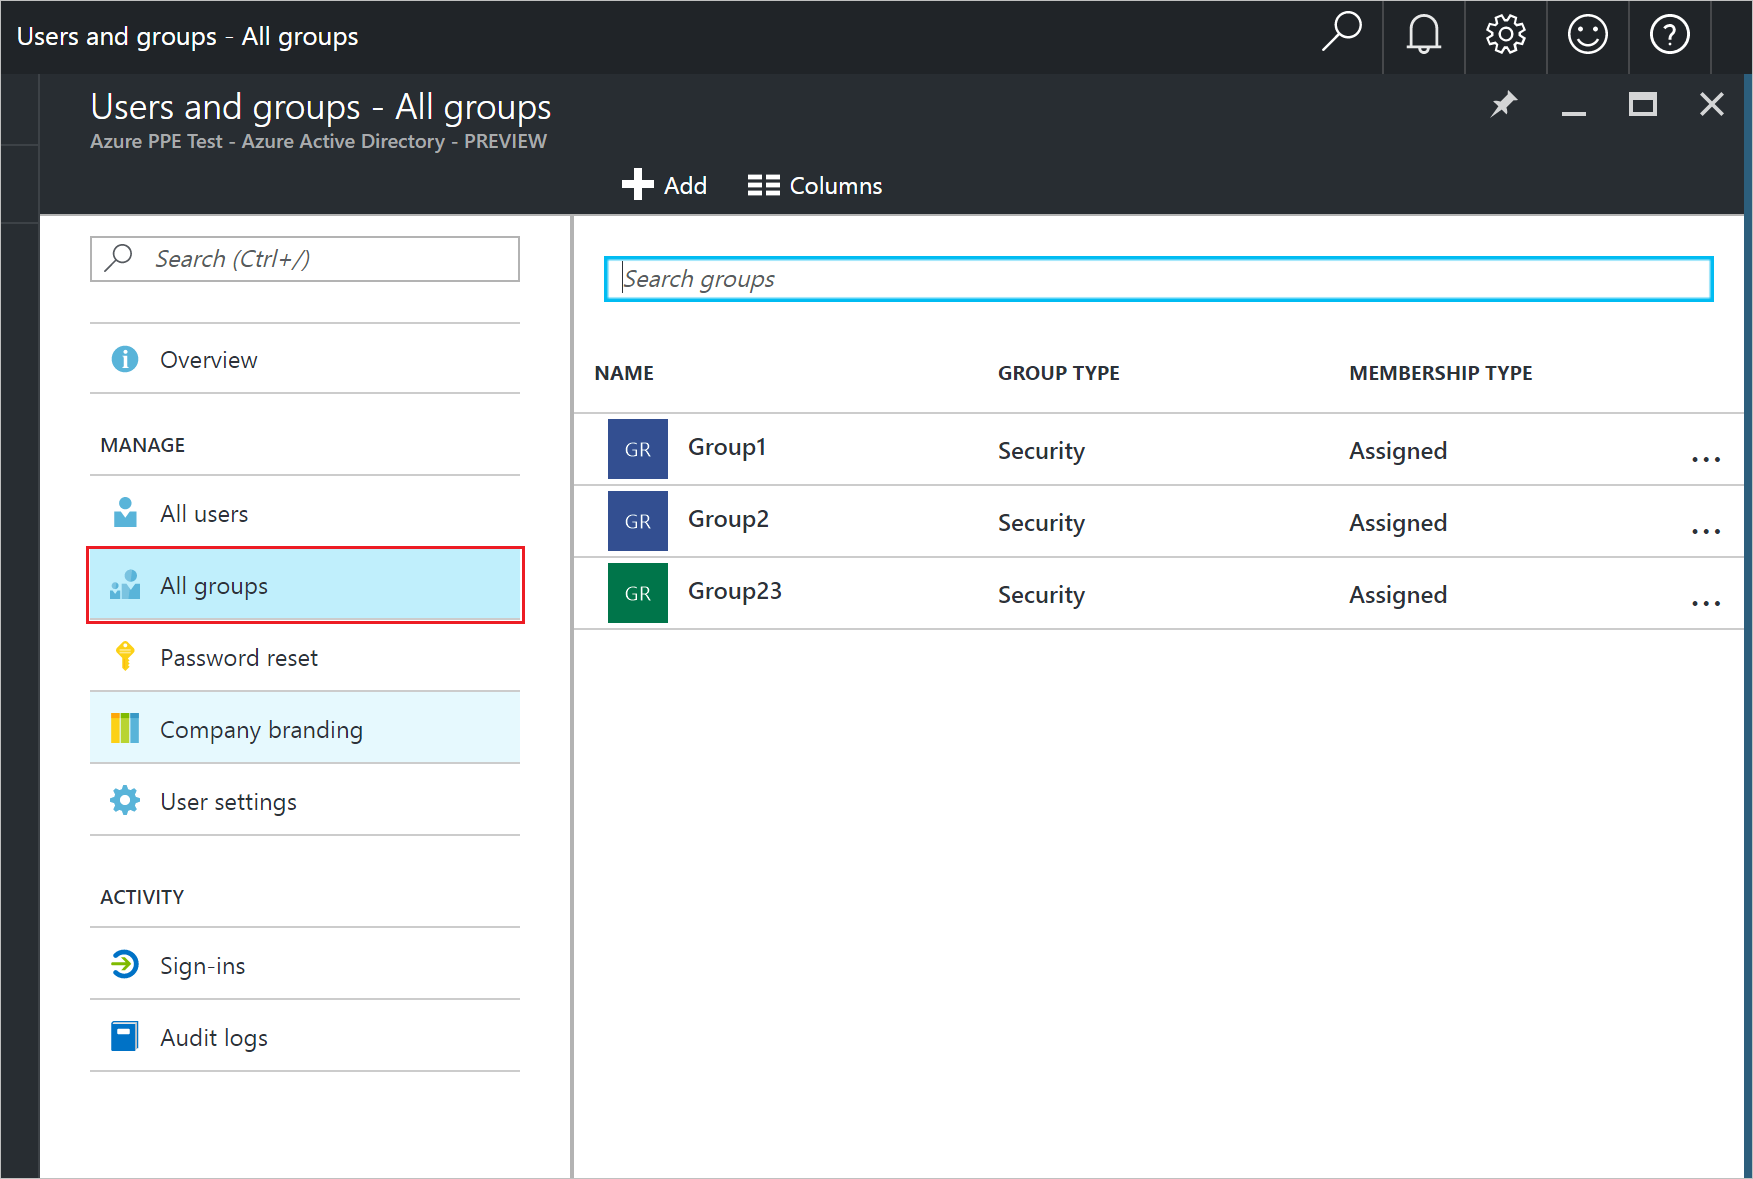 Users and groups - All groups
Users and groups - All groups
Azure PPE Test - Azure Active Directory - PREVIEW
Add
Columns
Search (Ctrl+/)
Overview
MANAGE
All users
All groups
Password reset
Company branding
User settings
ACTIVITY
Sign-ins
Audit logs
Search groups
NAME GROUP TYPE MEMBERSHIP TYPE
GR Group1 Security Assigned ...
GR Group2 Security Assigned ...
GR Group23 Security Assigned ...